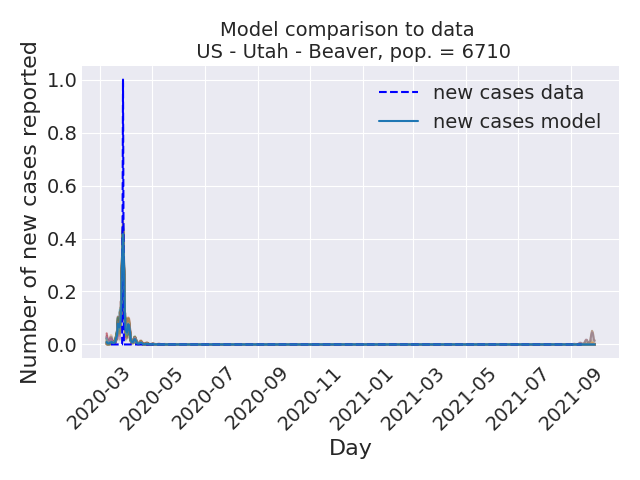 Model comparison to data
US - Utah - Beaver, pop. = 6710
Number of new cases reported
1.0
0.8
0.6
0.4
0.2
0.0
new cases data
new cases model
2020-03
2020-05
2020-07
2020-09
2020-11
2021-01
2021-03
2021-05
2021-07
2021-09
Day